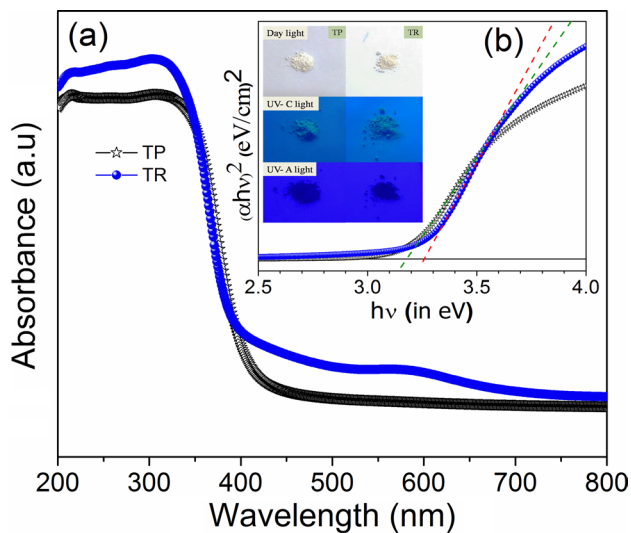 (a)
(b)
Day light TP TR
UV- C light
UV- A light
TP
TR
Absorbance (a.u)
(αhν)2 (eV/cm)2
2.5 3.0 3.5 4.0
hν (in eV)
200 300 400 500 600 700 800
Wavelength (nm)